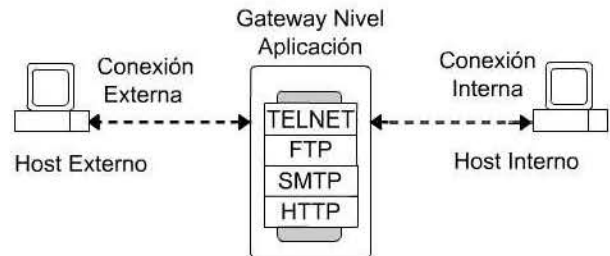 Gateway Nivel
Aplicación
Conexión
Externa
Conexión
Interna
TELNET
FTP
SMTP
HTTP
Host Externo
Host Interno